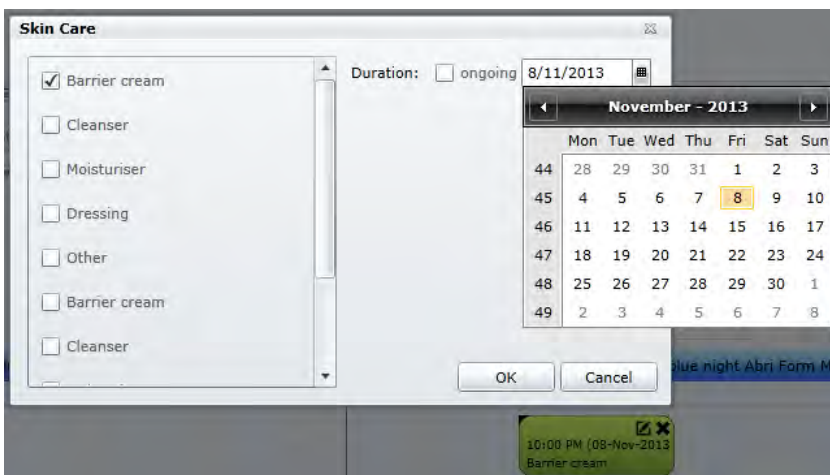 Skin Care
Barrier cream
Cleanser
Moisturiser
Dressing
Other
Barrier cream
Cleanser
Duration: ongoing 8/11/2013
November - 2013
Mon Tue Wed Thu Fri Sat Sun
44 28 29 30 31 1 2 3
45 4 5 6 7 8 9 10
46 11 12 13 14 15 16 17
47 18 19 20 21 22 23 24
48 25 26 27 28 29 30 1
49 2 3 4 5 6 7 8
OK Cancel
blue night Abri Form M
10:00 PM (08-Nov-2013
Barrier cream